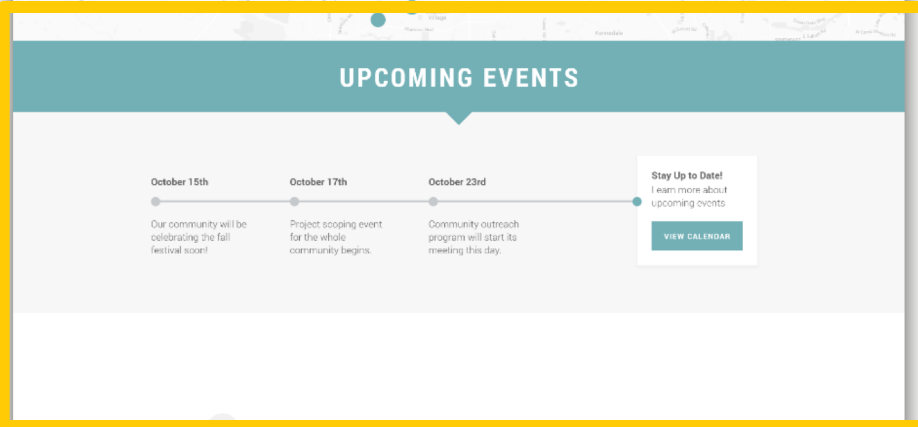 Village
UPCOMING EVENTS
October 15th
Our community will be
celebrating the fall
festival soon!
October 17th
Project scoping event
for the whole
community begins.
October 23rd
Community outreach
program will start its
meeting this day.
Stay Up to Date!
Learn more about
upcoming events
VIEW CALENDAR